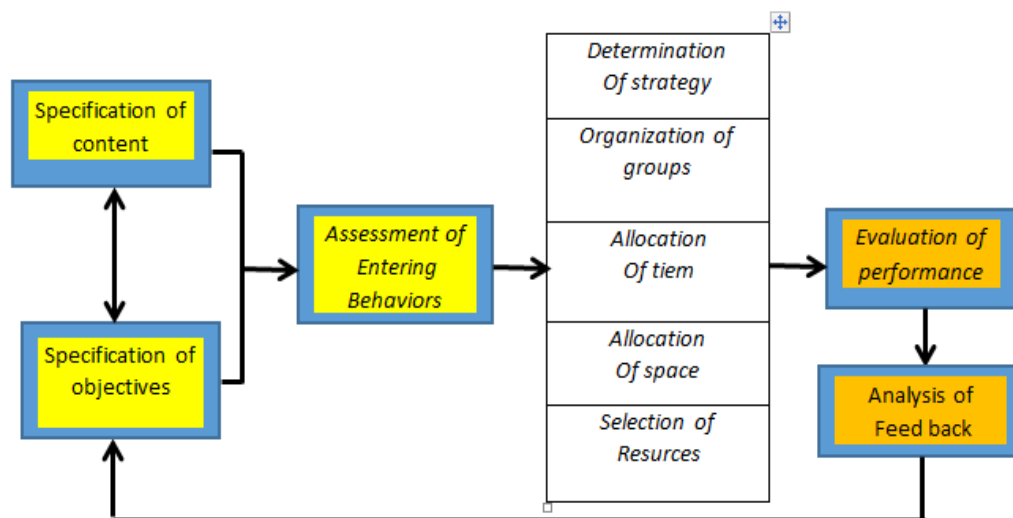 Specification of
content
Specification of
objectives
Assessment of
Entering
Behaviors
Determination
Of strategy
Organization of
groups
Allocation
Of tiem
Allocation
Of space
Selection of
Resurces
Evaluation of
performance
Analysis of
Feed back